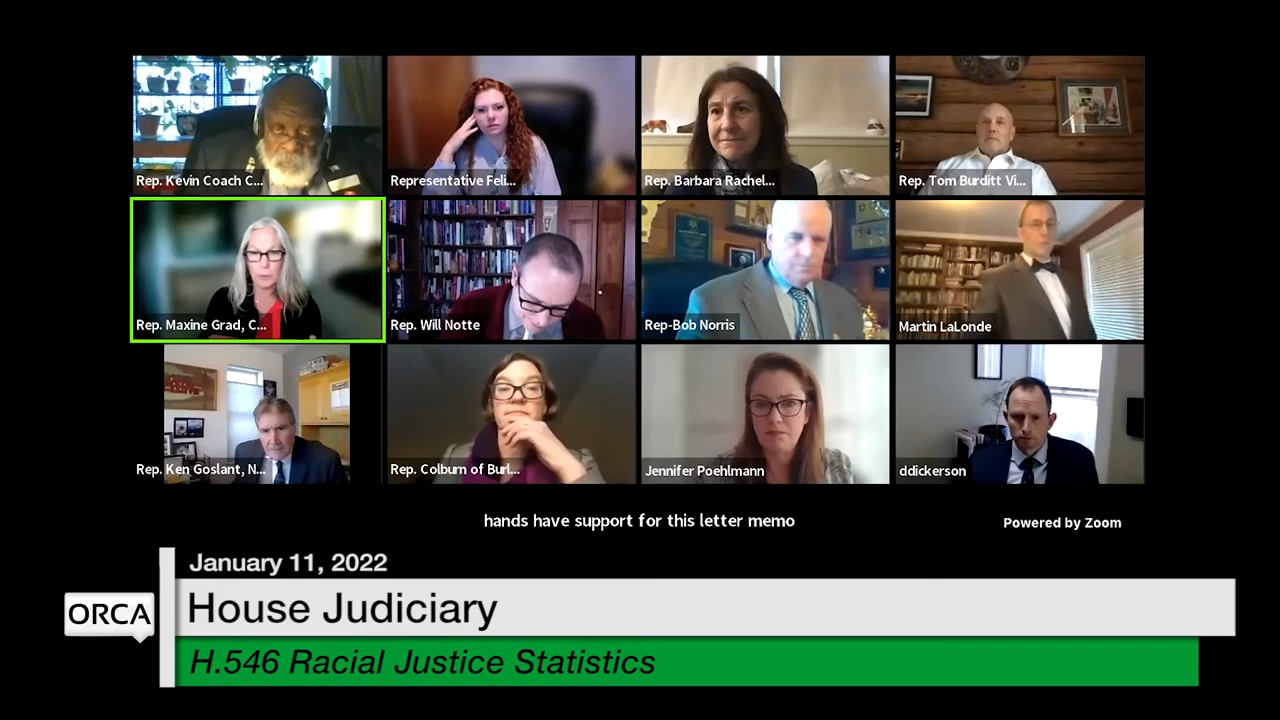 Rep. Kevin Coach C...
Representative Feli...
Rep. Barbara Rachel...
Rep. Tom Burditt Vi...
Rep. Maxine Grad, C...
Rep. Will Notte
Rep-Bob Norris
Martin LaLonde
Rep. Ken Goslant, N...
Rep. Colburn of Burl...
Jennifer Poehlmann
ddickerson
hands have support for this letter memo
Powered by Zoom
January 11, 2022
ORCA
House Judiciary
H.546 Racial Justice Statistics